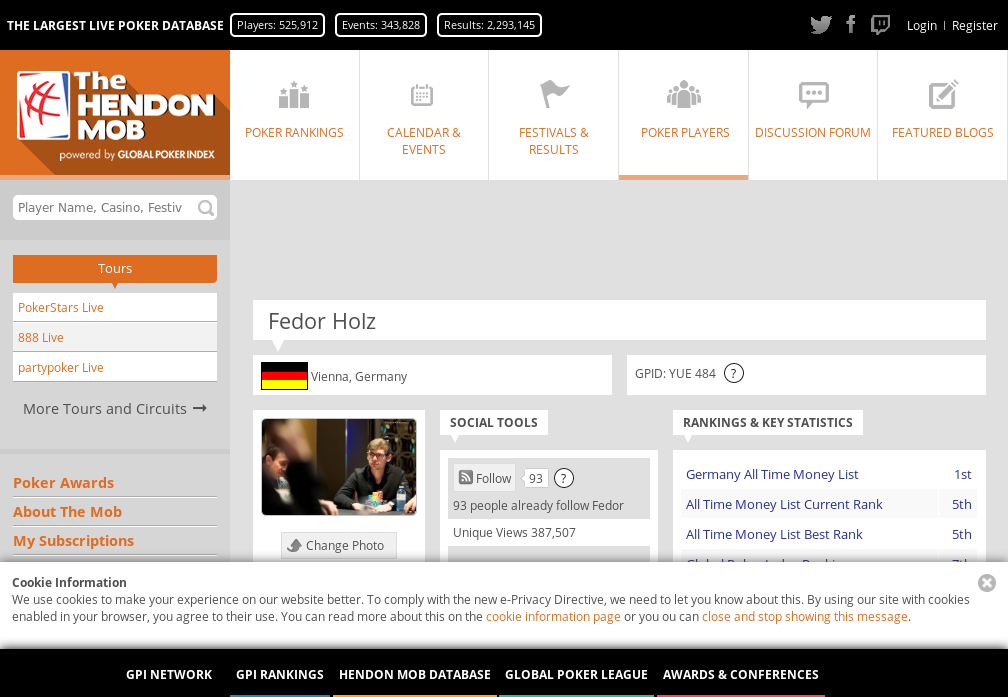 THE LARGEST LIVE POKER DATABASE Players: 525,912 Events: 343,828 Results: 2,293,145 Login | Register
The
HENDON
MOB
powered by GLOBAL POKER INDEX
POKER RANKINGS
CALENDAR &
EVENTS
FESTIVALS &
RESULTS
POKER PLAYERS
DISCUSSION FORUM
FEATURED BLOGS
Player Name, Casino, Festiv
Tours
PokerStars Live
888 Live
partypoker Live
More Tours and Circuits
Poker Awards
About The Mob
My Subscriptions
Fedor Holz
Vienna, Germany
GPID: YUE 484 ?
Change Photo
SOCIAL TOOLS
Follow 93 ?
93 people already follow Fedor
Unique Views 387,507
RANKINGS & KEY STATISTICS
Germany All Time Money List 1st
All Time Money List Current Rank 5th
All Time Money List Best Rank 5th
Cookie Information
We use cookies to make your experience on our website better. To comply with the new e-Privacy Directive, we need to let you know about this. By using our site with cookies
enabled in your browser, you agree to their use. You can read more about this on the cookie information page or you ou can close and stop showing this message.
GPI NETWORK GPI RANKINGS HENDON MOB DATABASE GLOBAL POKER LEAGUE AWARDS & CONFERENCES